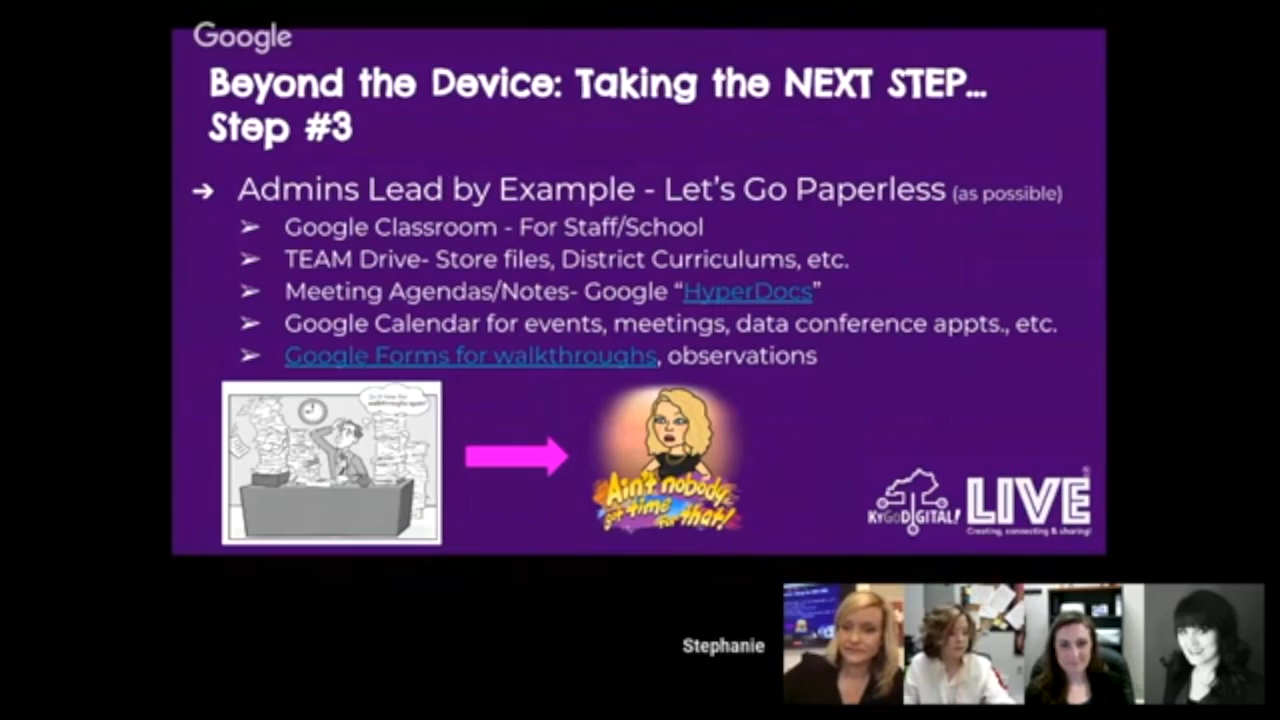 Google
Beyond the Device: Taking the NEXT STEP...
Step #3
➔ Admins Lead by Example - Let's Go Paperless (as possible)
➢ Google Classroom - For Staff/School
➢ TEAM Drive- Store files, District Curriculums, etc.
➢ Meeting Agendas/Notes- Google “HyperDocs”
➢ Google Calendar for events, meetings, data conference appts., etc.
➢ Google Forms for walkthroughs, observations
walkthroughs again!
Ain't nobody
got time
for that!
KyGoDIGITAL! LIVE
Creating, connecting & sharing!
Stephanie